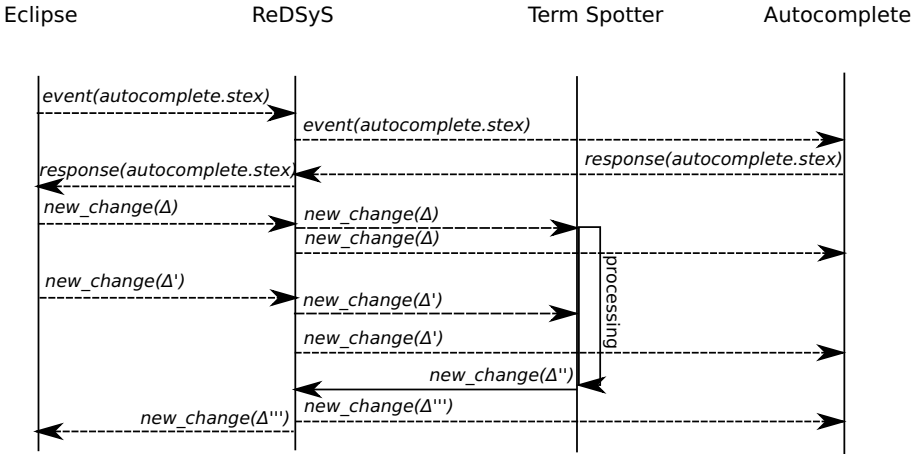 Eclipse ReDSyS Term Spotter Autocomplete
event(autocomplete.stex)
event(autocomplete.stex)
response(autocomplete.stex)
response(autocomplete.stex)
new_change(Δ)
new_change(Δ)
new_change(Δ)
processing
new_change(Δ')
new_change(Δ')
new_change(Δ')
new_change(Δ'')
new_change(Δ''')
new_change(Δ''')